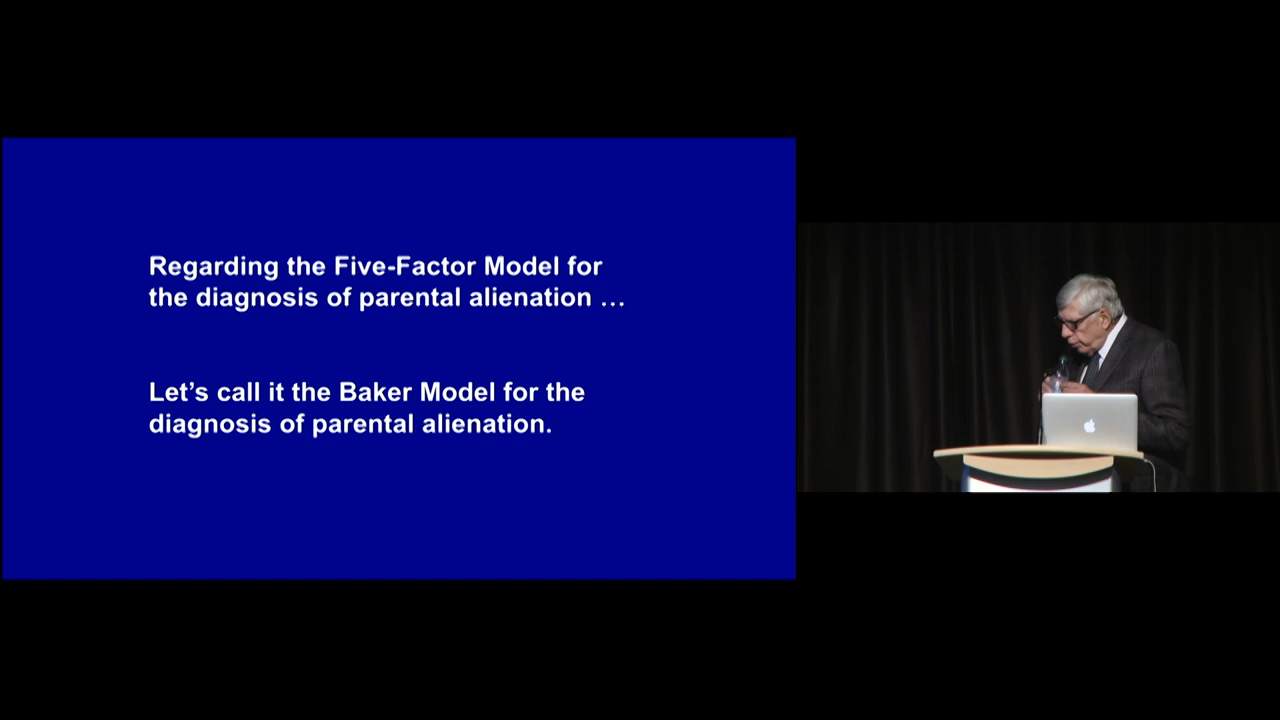 Regarding the Five-Factor Model for
the diagnosis of parental alienation …
Let’s call it the Baker Model for the
diagnosis of parental alienation.